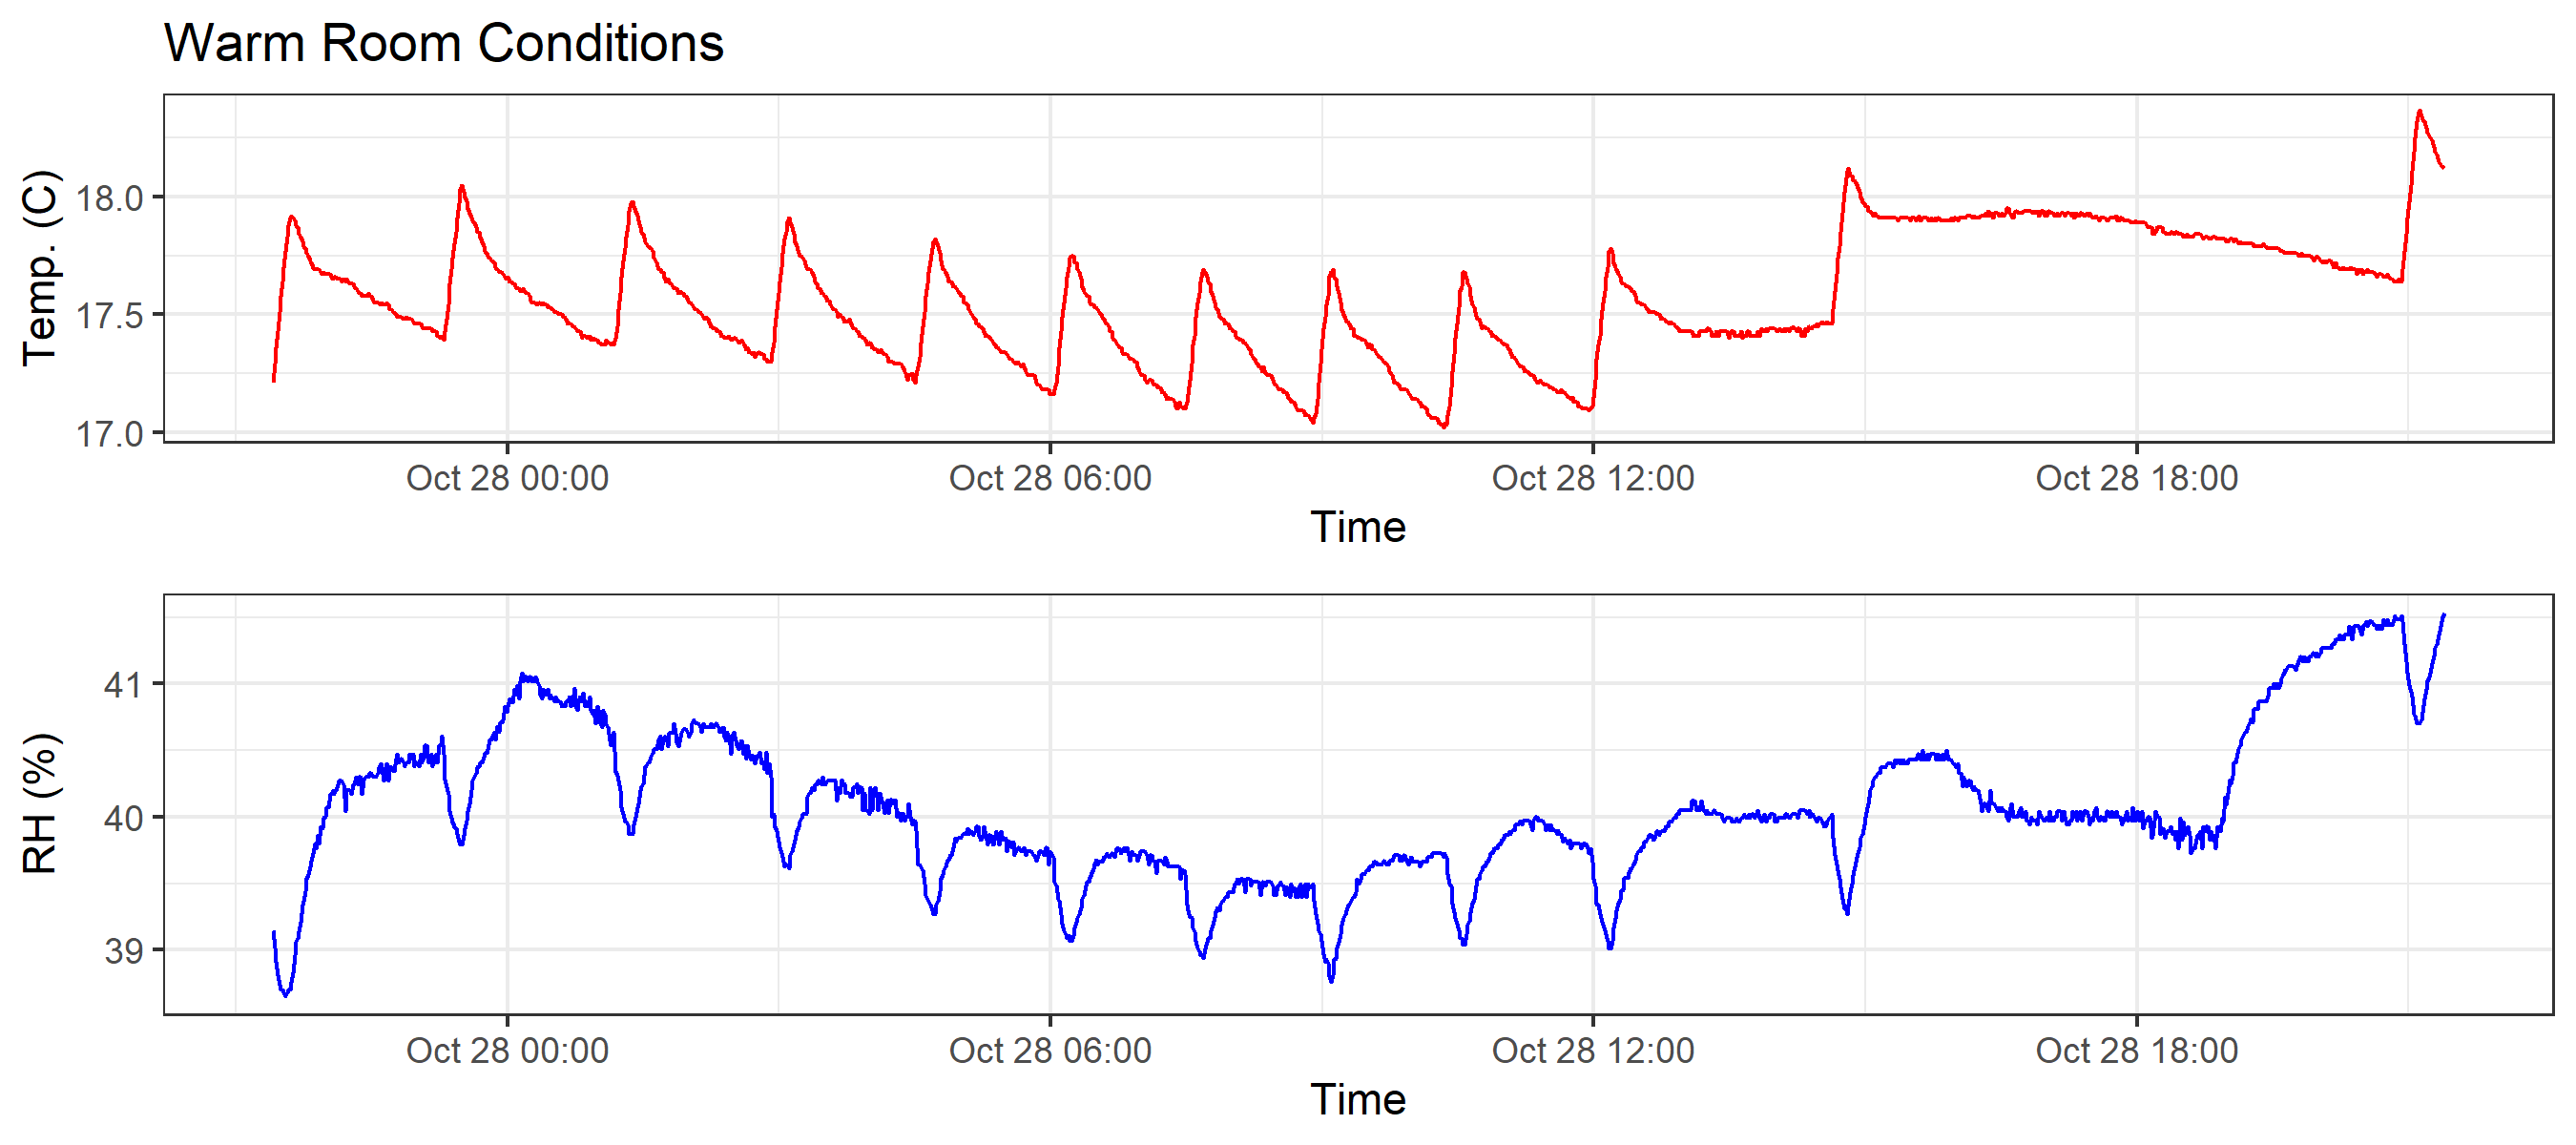 Warm Room Conditions
Temp. (C)
18.0
17.5
17.0
Oct 28 00:00 Oct 28 06:00 Oct 28 12:00 Oct 28 18:00
Time
RH (%)
41
40
39
Oct 28 00:00 Oct 28 06:00 Oct 28 12:00 Oct 28 18:00
Time